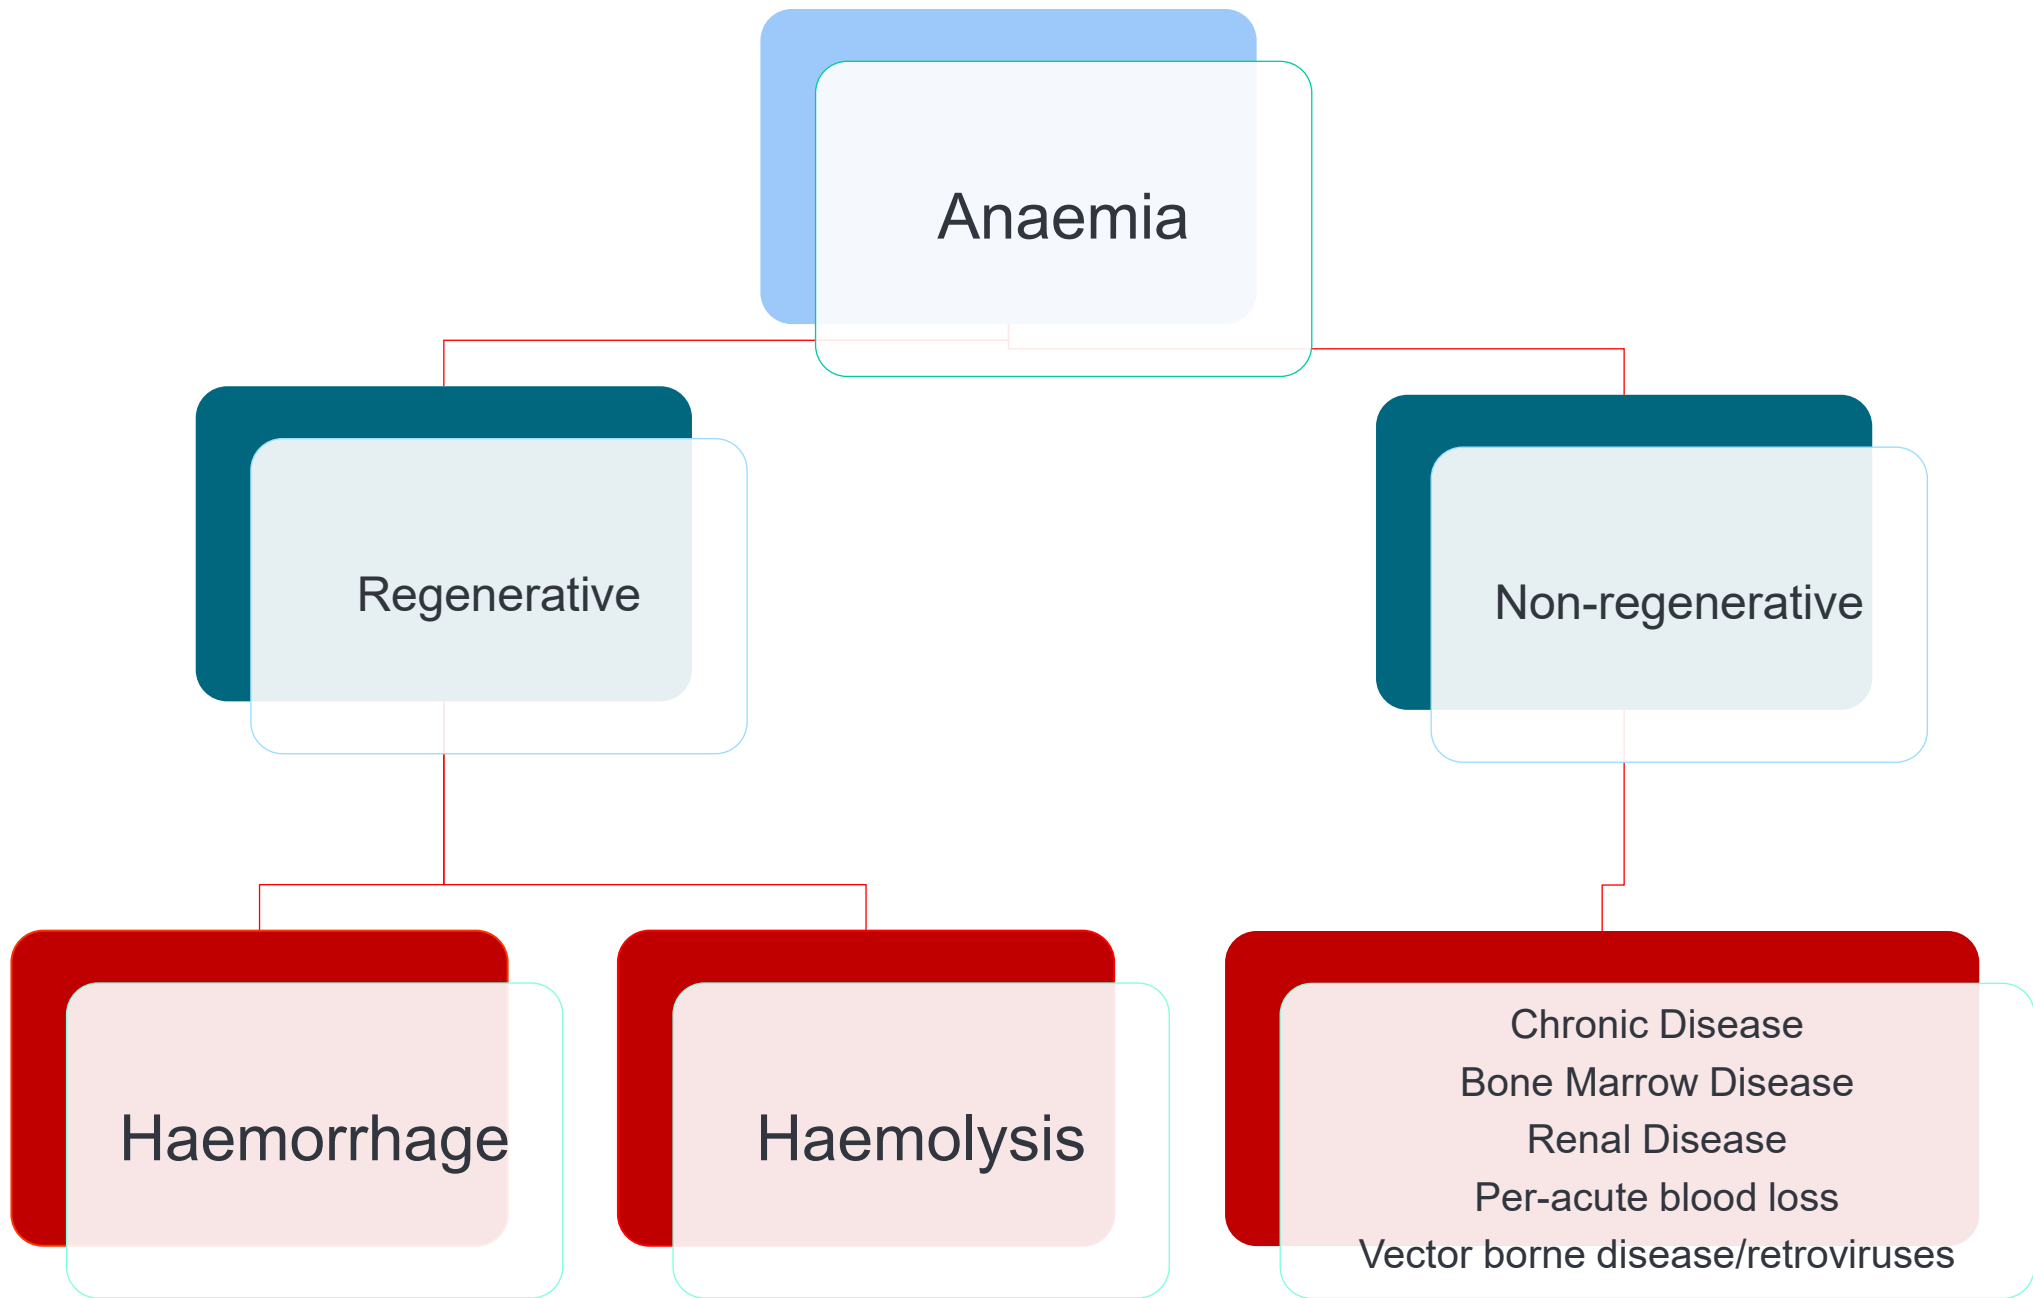 Anaemia
Regenerative
Non-regenerative
Haemorrhage
Haemolysis
Chronic Disease
Bone Marrow Disease
Renal Disease
Per-acute blood loss
Vector borne disease/retroviruses